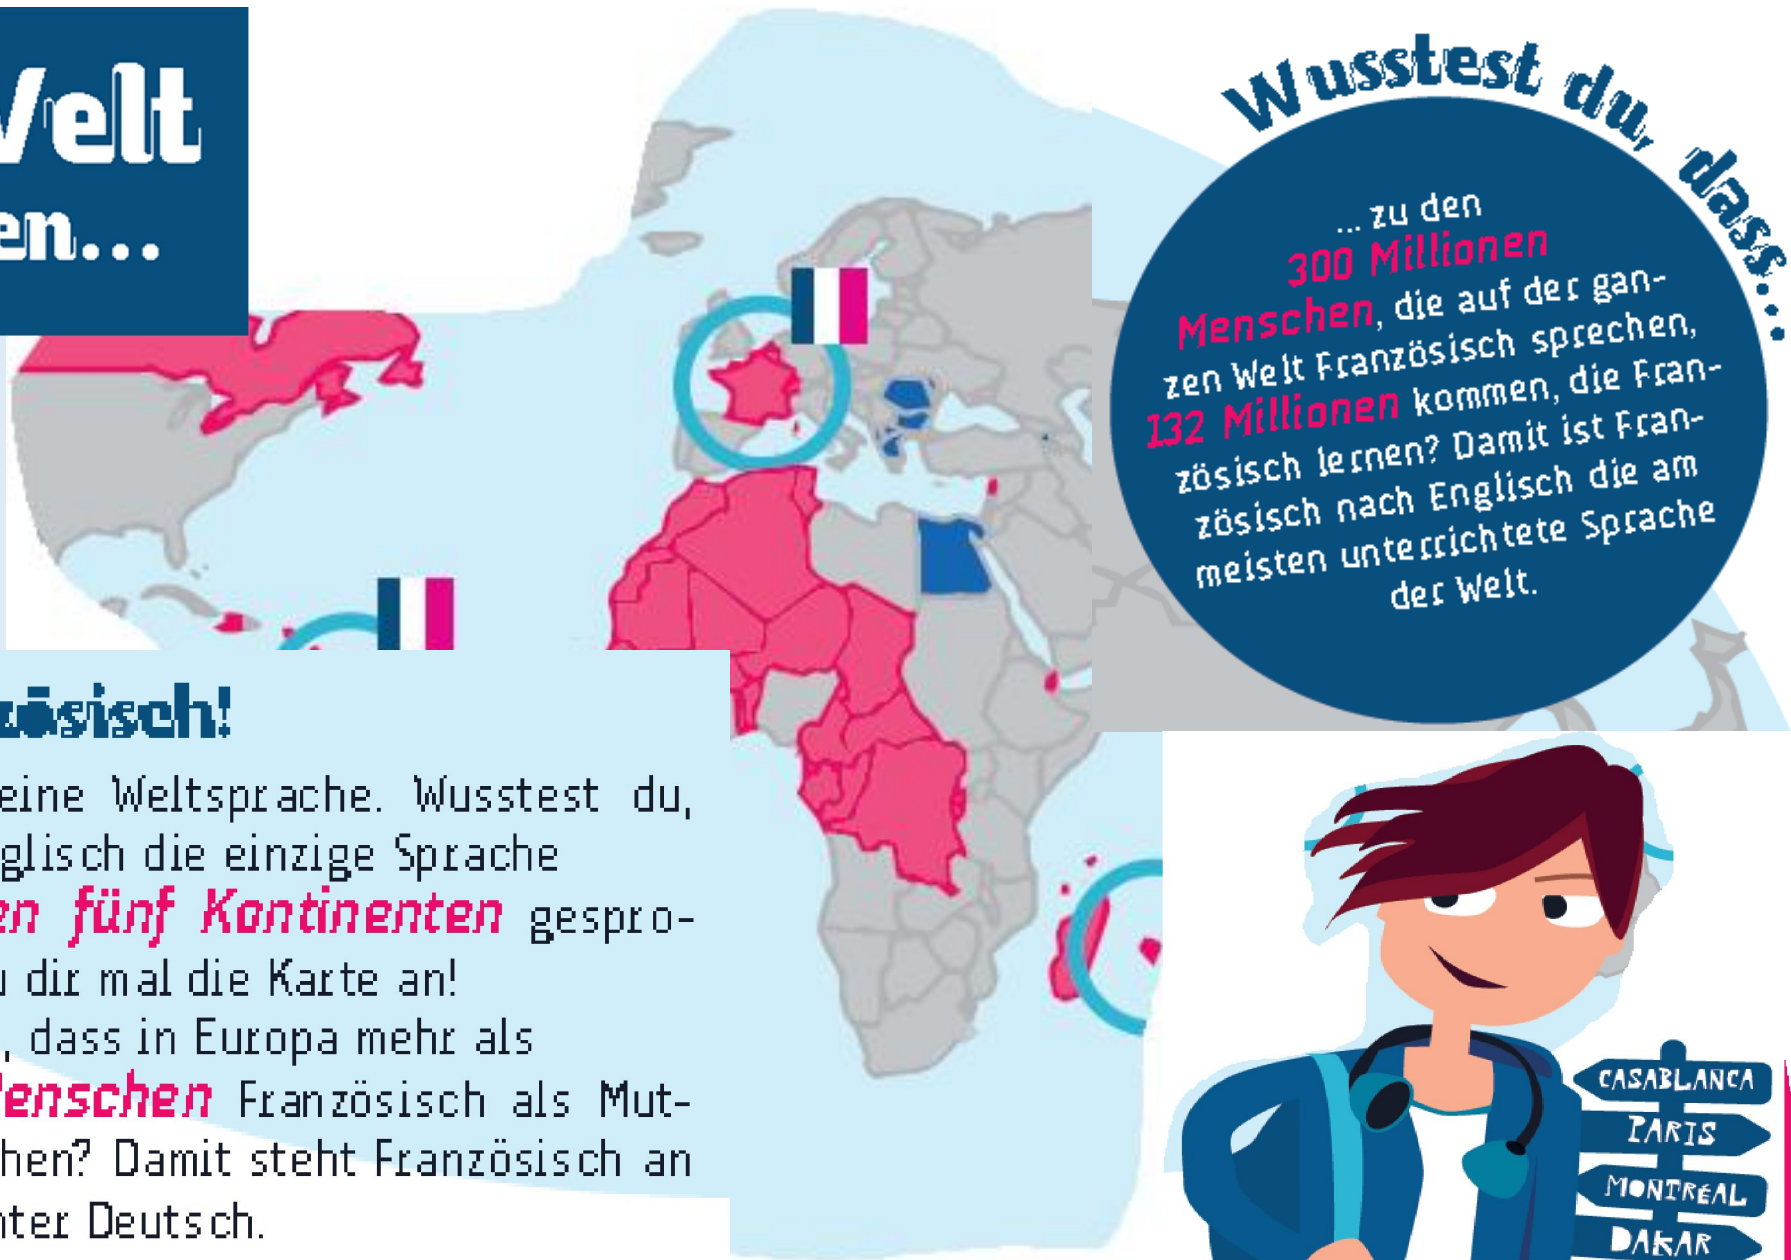 Welt
en...
Wusstest du, dass...
... zu den
300 Millionen
Menschen, die auf der gan-
zen Welt Französisch sprechen,
132 Millionen kommen, die Fran-
zösisch lernen? Damit ist Fran-
zösisch nach Englisch die am
meisten unterrichtete Sprache
der Welt.
zösisch!
eine Weltsprache. Wusstest du,
glisch die einzige Sprache
en fünf Kontinenten gespro-
u dir mal die Karte an!
, dass in Europa mehr als
Menschen Französisch als Mut-
hen? Damit steht Französisch an
nter Deutsch.
CASABLANCA
PARIS
MONTRÉAL
DAKAR